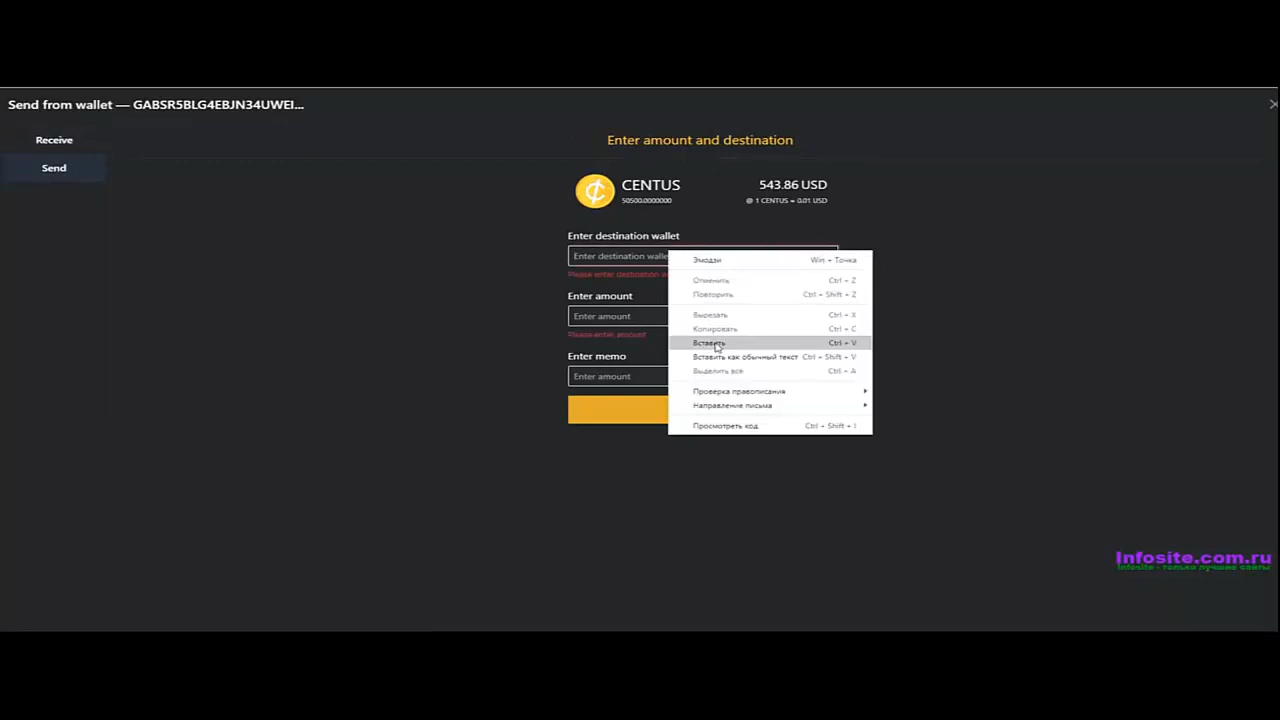 Send from wallet — GABSR5BLG4EBJN34UWEI...
Receive
Send
Enter amount and destination
CENTUS
50500.0000000
543.86 USD
@ 1 CENTUS = 0.01 USD
Enter destination wallet
Enter destination walle
Please enter destination wa
Enter amount
Enter amount
Please enter amount
Enter memo
Enter amount
Эмодзи Win + Точка
Отменить Ctrl + Z
Повторить Ctrl + Shift + Z
Вырезать Ctrl + X
Копировать Ctrl + C
Вставить Ctrl + V
Вставить как обычный текст Ctrl + Shift + V
Выделить все Ctrl + A
Проверка правописания
Направление письма
Просмотреть код Ctrl + Shift + I
Infosite.com.ru
Infosite - только лучшие сайты